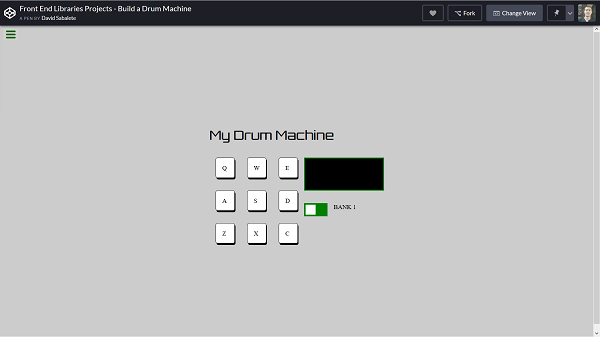 Front End Libraries Projects - Build a Drum Machine
A PEN BY David Sabalete
Fork
Change View
My Drum Machine
Q W E
A S D
BANK 1
Z X C